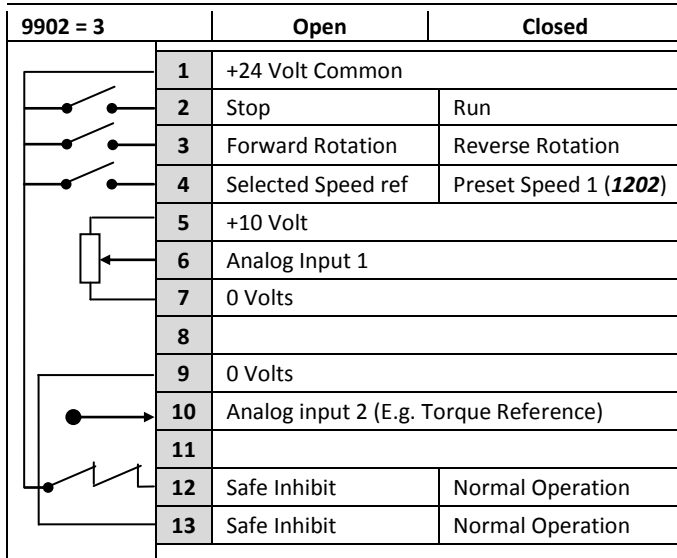 9902 = 3 Open Closed
1 +24 Volt Common
2 Stop Run
3 Forward Rotation Reverse Rotation
4 Selected Speed ref Preset Speed 1 (1202)
5 +10 Volt
6 Analog Input 1
7 0 Volts
8
9 0 Volts
10 Analog input 2 (E.g. Torque Reference)
11
12 Safe Inhibit Normal Operation
13 Safe Inhibit Normal Operation